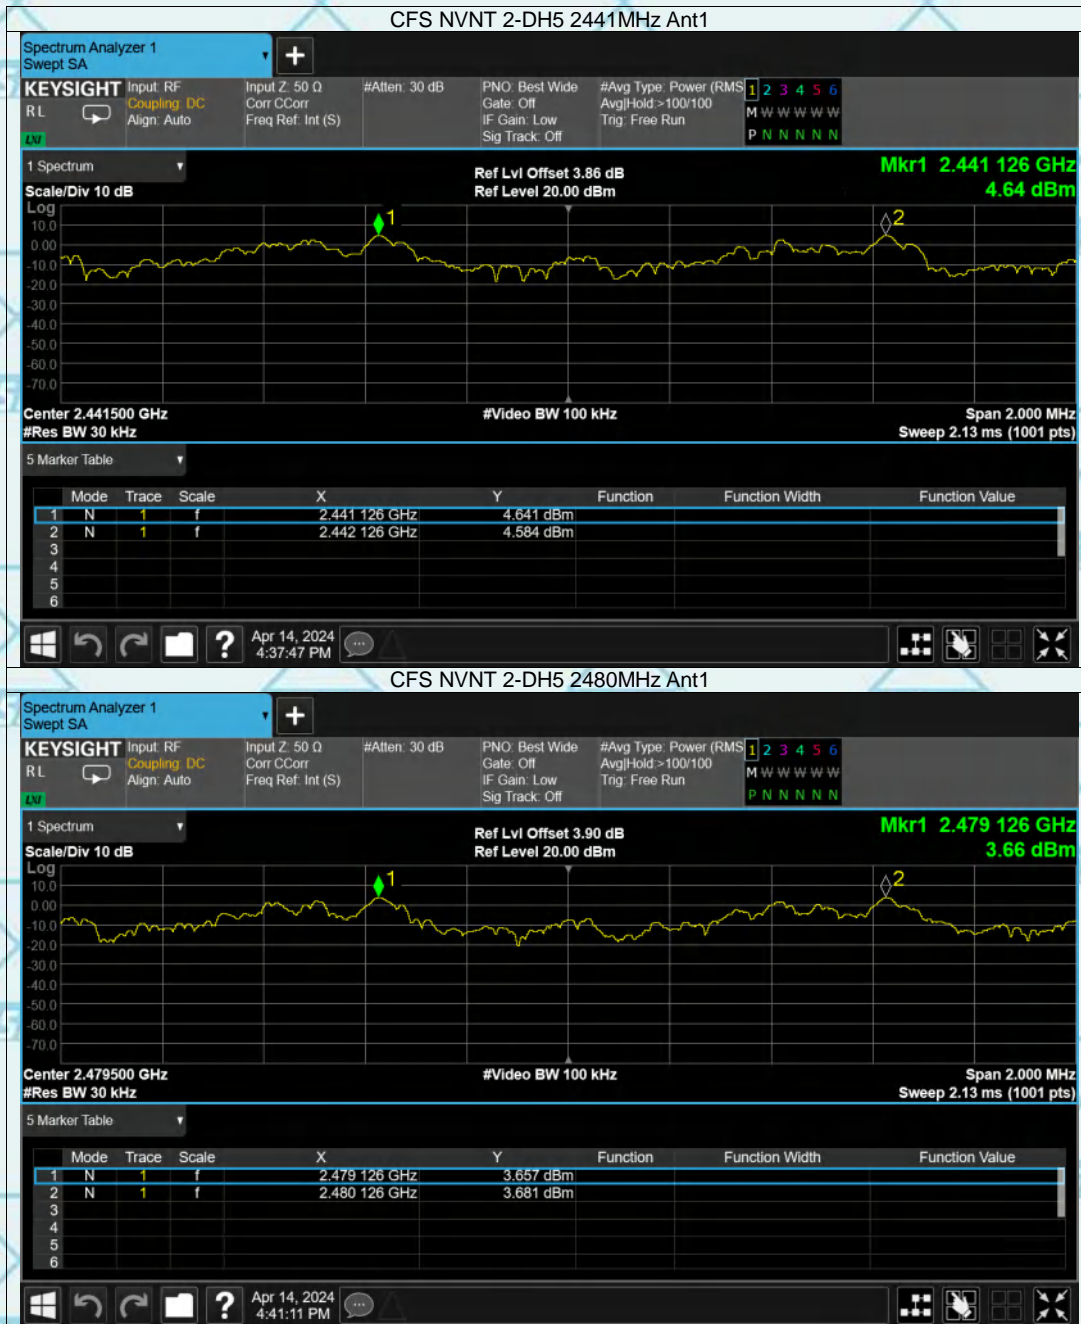 CFS NVNT 2-DH5 2441MHz Ant1
Spectrum Analyzer 1
Swept SA
KEYSIGHT Input: RF Input Z: 50 Ω #Atten: 30 dB PNO: Best Wide #Avg Type: Power (RMS 1 2 3 4 5 6
RL Coupling: DC Corr CCorr Gate: Off Avg|Hold:>100/100 M W W W W W
Align: Auto Freq Ref: Int (S) IF Gain: Low Trig: Free Run
LXI Sig Track: Off P N N N N N
1 Spectrum Ref Lvl Offset 3.86 dB Mkr1 2.441 126 GHz
Scale/Div 10 dB Ref Level 20.00 dBm 4.64 dBm
Log
10.0 1 2
0.00
-10.0
-20.0
-30.0
-40.0
-50.0
-60.0
-70.0
Center 2.441500 GHz #Video BW 100 kHz Span 2.000 MHz
#Res BW 30 kHz Sweep 2.13 ms (1001 pts)
5 Marker Table
Mode Trace Scale X Y Function Function Width Function Value
1 N 1 f 2.441 126 GHz 4.641 dBm
2 N 1 f 2.442 126 GHz 4.584 dBm
3
4
5
6
? Apr 14, 2024
4:37:47 PM
CFS NVNT 2-DH5 2480MHz Ant1
Spectrum Analyzer 1
Swept SA
KEYSIGHT Input: RF Input Z: 50 Ω #Atten: 30 dB PNO: Best Wide #Avg Type: Power (RMS 1 2 3 4 5 6
RL Coupling: DC Corr CCorr Gate: Off Avg|Hold:>100/100 M W W W W W
Align: Auto Freq Ref: Int (S) IF Gain: Low Trig: Free Run
LXI Sig Track: Off P N N N N N
1 Spectrum Ref Lvl Offset 3.90 dB Mkr1 2.479 126 GHz
Scale/Div 10 dB Ref Level 20.00 dBm 3.66 dBm
Log
10.0 1 2
0.00
-10.0
-20.0
-30.0
-40.0
-50.0
-60.0
-70.0
Center 2.479500 GHz #Video BW 100 kHz Span 2.000 MHz
#Res BW 30 kHz Sweep 2.13 ms (1001 pts)
5 Marker Table
Mode Trace Scale X Y Function Function Width Function Value
1 N 1 f 2.479 126 GHz 3.657 dBm
2 N 1 f 2.480 126 GHz 3.681 dBm
3
4
5
6
? Apr 14, 2024
4:41:11 PM